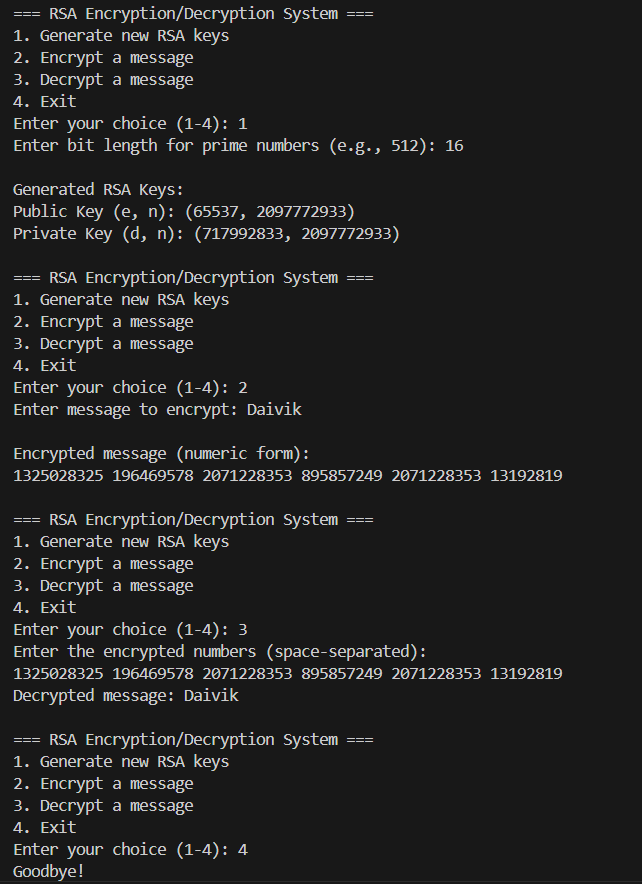 === RSA Encryption/Decryption System ===
1. Generate new RSA keys
2. Encrypt a message
3. Decrypt a message
4. Exit
Enter your choice (1-4): 1
Enter bit length for prime numbers (e.g., 512): 16
Generated RSA Keys:
Public Key (e, n): (65537, 2097772933)
Private Key (d, n): (717992833, 2097772933)
=== RSA Encryption/Decryption System ===
1. Generate new RSA keys
2. Encrypt a message
3. Decrypt a message
4. Exit
Enter your choice (1-4): 2
Enter message to encrypt: Daivik
Encrypted message (numeric form):
1325028325 196469578 2071228353 895857249 2071228353 13192819
=== RSA Encryption/Decryption System ===
1. Generate new RSA keys
2. Encrypt a message
3. Decrypt a message
4. Exit
Enter your choice (1-4): 3
Enter the encrypted numbers (space-separated):
1325028325 196469578 2071228353 895857249 2071228353 13192819
Decrypted message: Daivik
=== RSA Encryption/Decryption System ===
1. Generate new RSA keys
2. Encrypt a message
3. Decrypt a message
4. Exit
Enter your choice (1-4): 4
Goodbye!